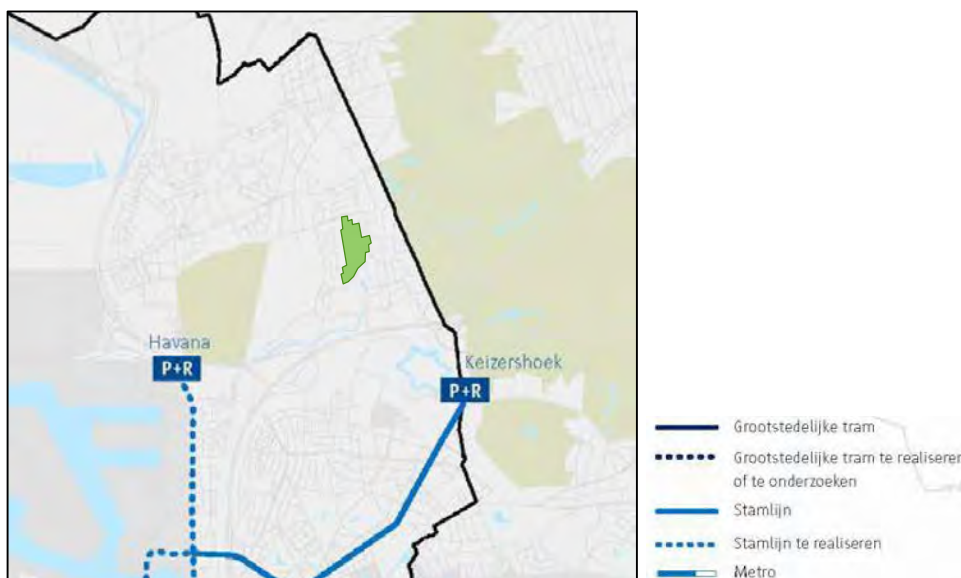 Havana
P+R
Keizershoek
P+R
Grootstedelijke tram
Grootstedelijke tram te realiseren
of te onderzoeken
Stamlijn
Stamlijn te realiseren
Metro